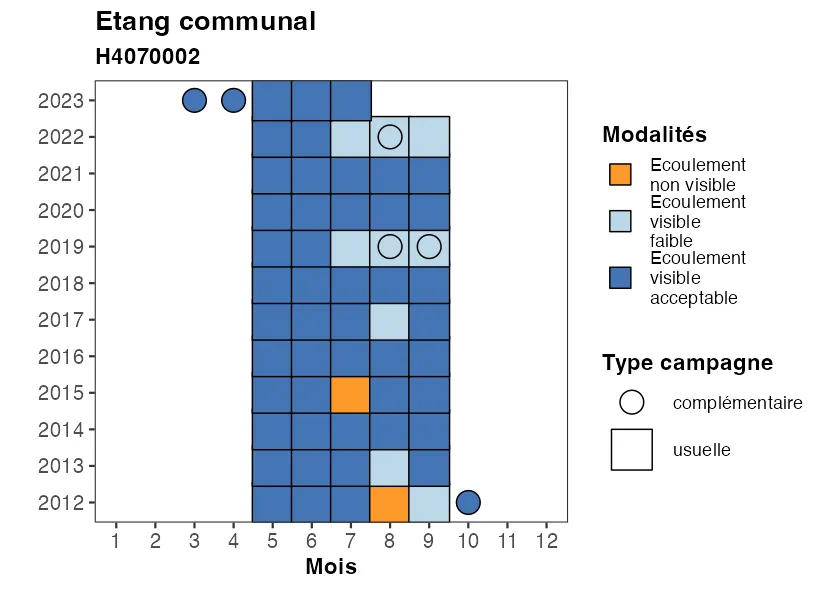 Etang communal
H4070002
2023
2022
2021
2020
2019
2018
2017
2016
2015
2014
2013
2012
1 2 3 4 5 6 7 8 9 10 11 12
Mois
Modalités
Ecoulement
non visible
Ecoulement
visible
faible
Ecoulement
visible
acceptable
Type campagne
complémentaire
usuelle